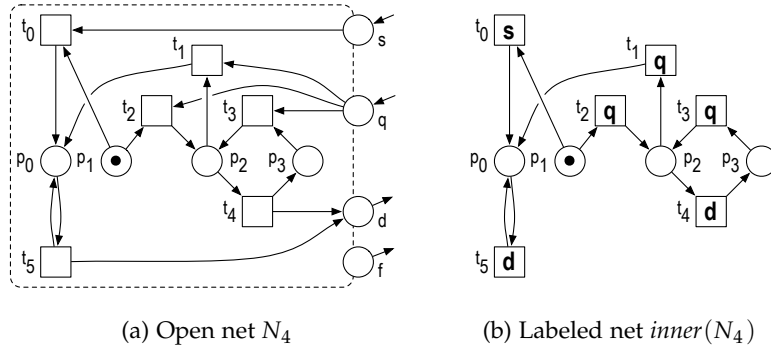 t0
s
t1
q
t2
t3
p0
p1
p2
p3
t4
d
t5
f
t0
s
t1
q
t2
q
t3
q
p0
p1
p2
p3
t4
d
t5
d
(a) Open net N4
(b) Labeled net inner(N4)